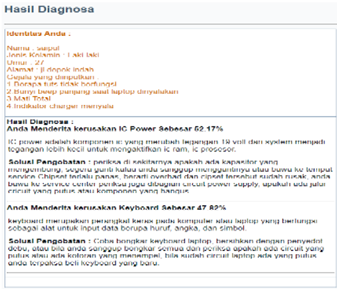 Hasil Diagnosa
Identitas Anda :
Nama : saipul
Jenis Kelamin : Laki laki
Umur : 27
Alamat : jl depok indah
Gejala yang diinputkan
1.Berapa tuts tidak berfungsi
2.Bunyi beep panjang saat laptop dinyalakan
3.Mati Total
4.Indikator charger menyala
Hasil Diagnosa :
Anda Menderita kerusakan IC Power Sebesar 52.17%
IC power adalah komponen ic yang merubah tegangan 19 volt dari system menjadi
tegangan lebih kecil untuk mengaktifkan ic ram, ic prosesor.
Solusi Pengobatan : periksa di sekitarnya apakah ada kapasitor yang
mengembung, segera ganti kalau anda sanggup menggantinya atau bawa ke tempat
service Chipset terlalu panas, berarti overhad dan cipset tersebut sudah rusak, anda
bawa ke service center periksa juga dibagian circuit power supply, apakah ada jalur
circuit yang putus atau komponen yang hangus.
Anda Menderita kerusakan Keyboard Sebesar 47.82%
keyboard merupakan perangkat keras pada komputer atau laptop yang berfungsi
sebagai alat untuk input data berupa huruf, angka, dan simbol.
Solusi Pengobatan : Coba bongkar keyboard laptop, bersihkan dengan penyedot
debu, atau bila anda sanggup bongkar semua dan periksa apakah ada circuit yang
putus atau ada kotoran yang menempel, bila sudah circuit laptop ada yang putus
anda terpaksa beli keyboard yang baru.